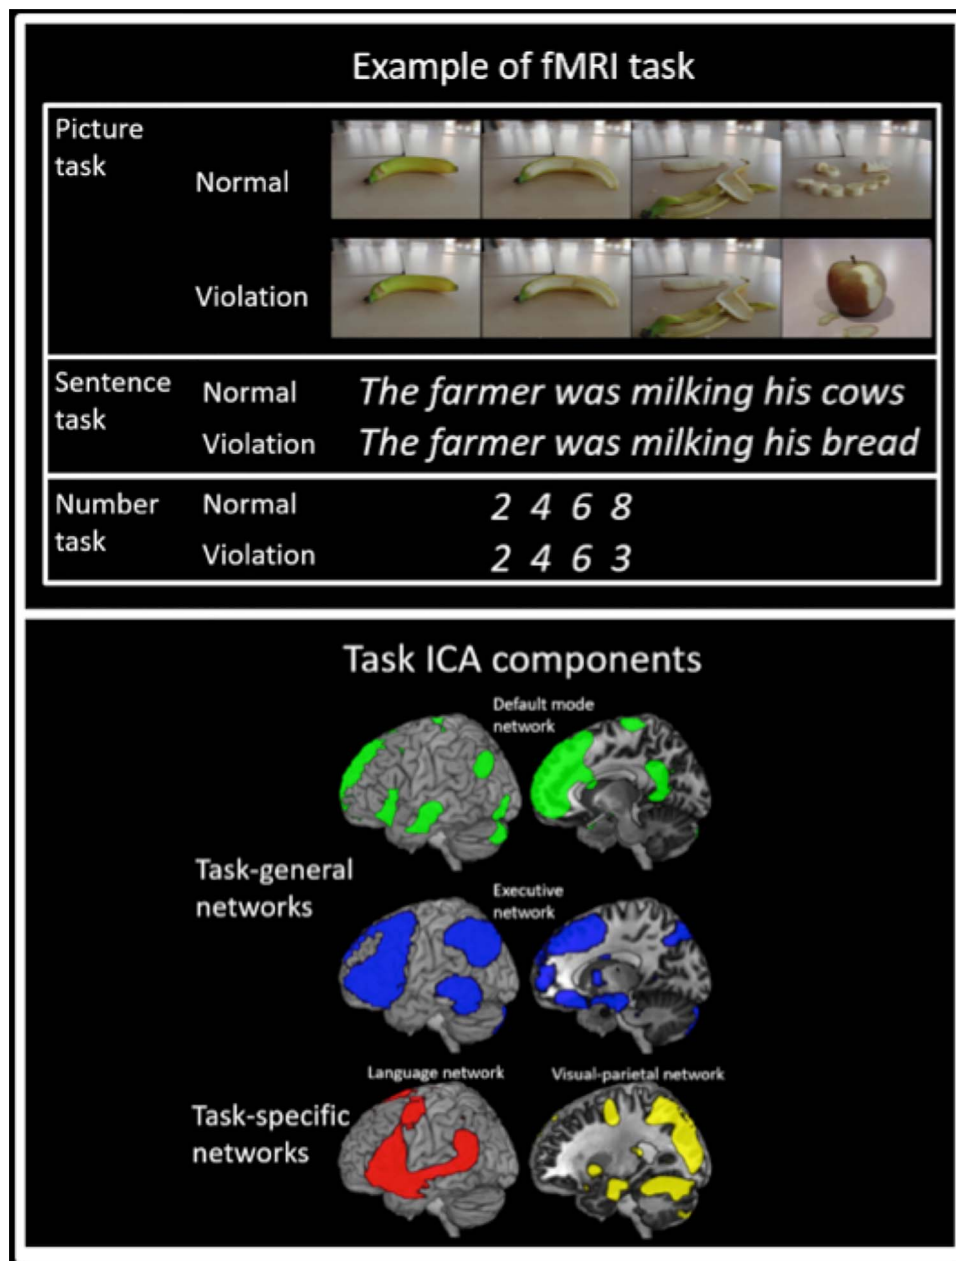 Example of fMRI task
Picture
task
Normal
Violation
Sentence
task
Normal
The farmer was milking his cows
Violation
The farmer was milking his bread
Number
task
Normal
2 4 6 8
Violation
2 4 6 3
Task ICA components
Default mode
network
Task-general
networks
Executive
network
Language network
Visual-parietal network
Task-specific
networks